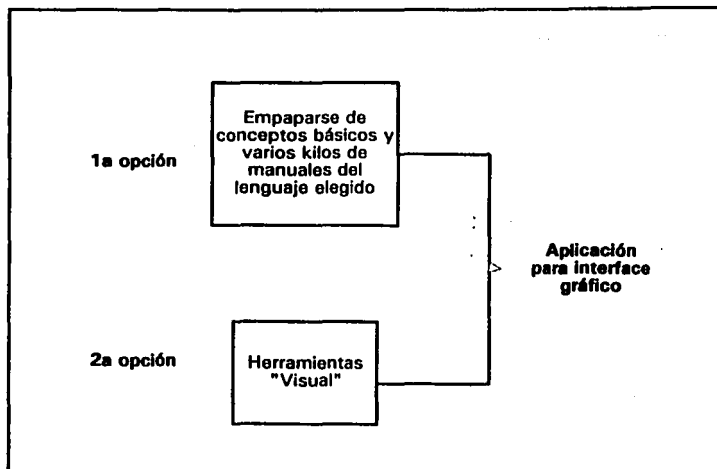 1a opción
Empaparse de
conceptos básicos y
varios kilos de
manuales del
lenguaje elegido
Aplicación
para interface
gráfico
2a opción
Herramientas
"Visual"